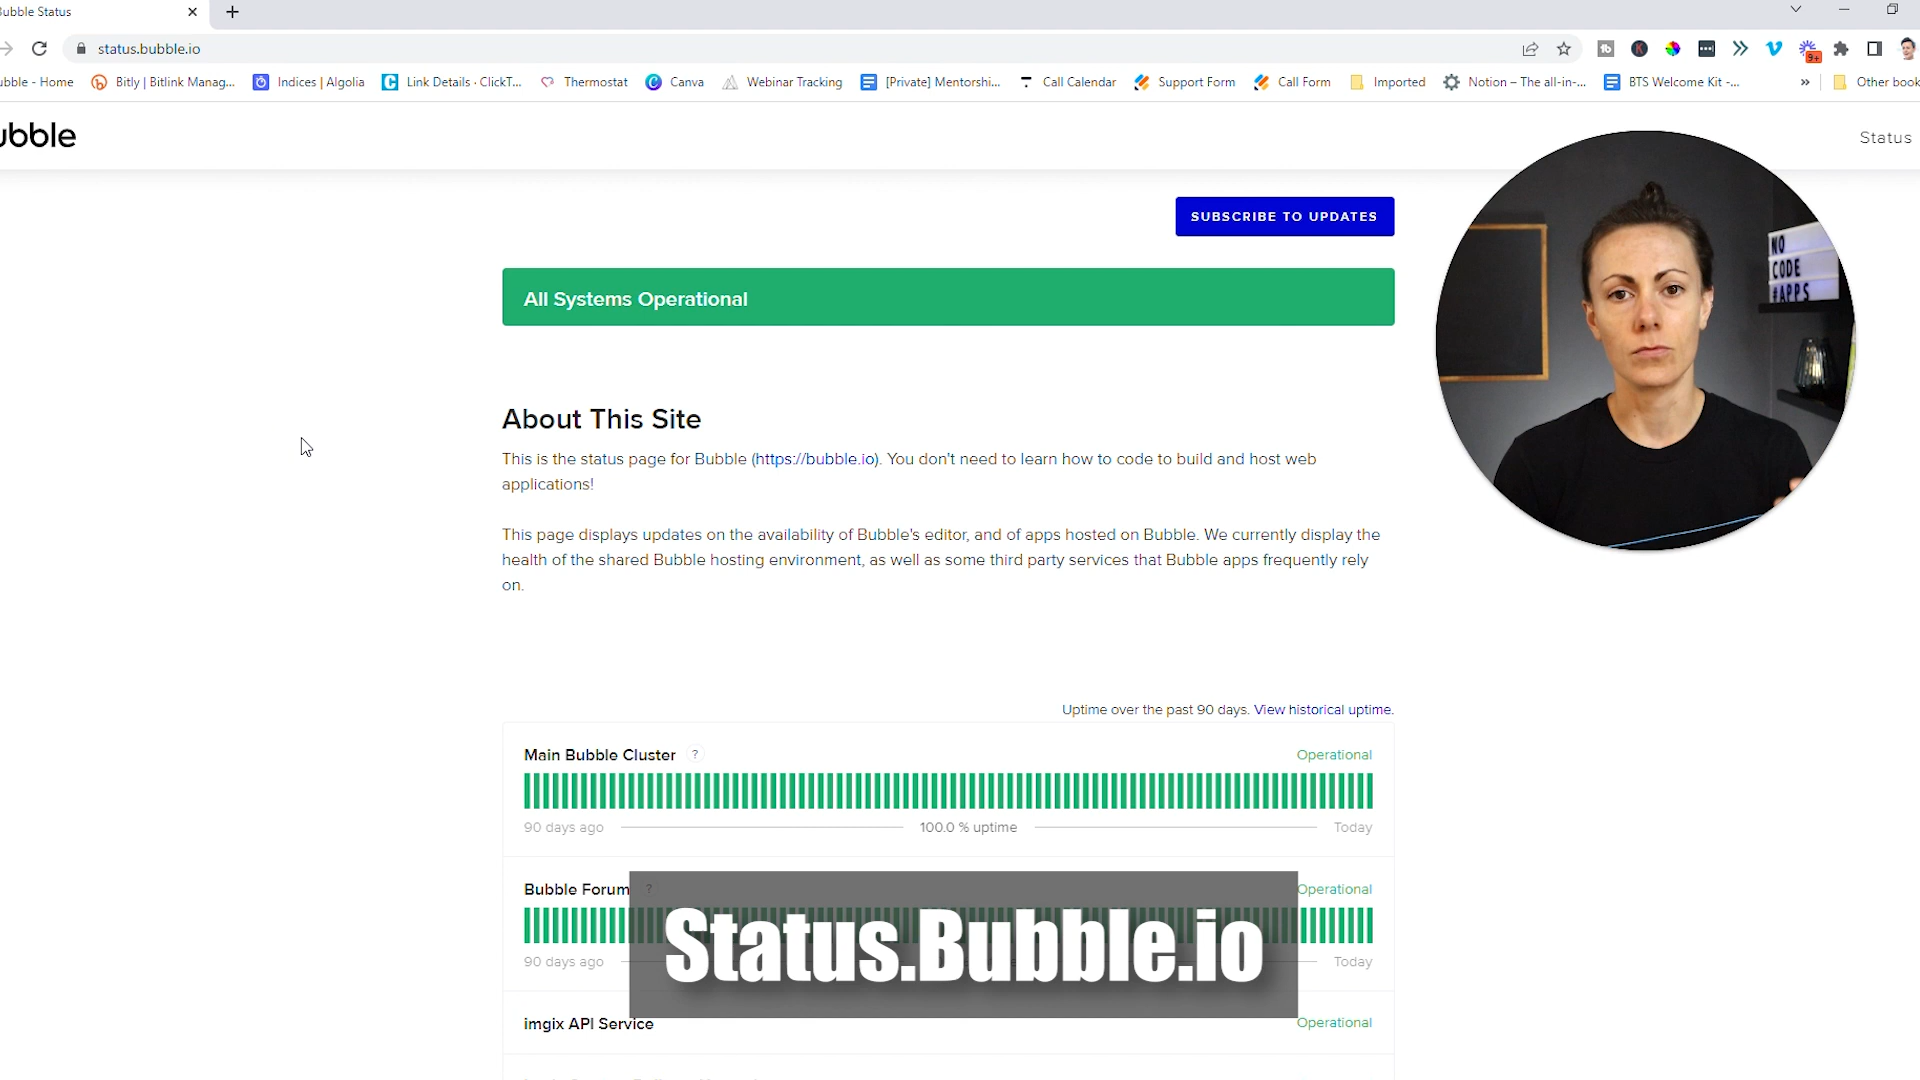 ubble Status
status.bubble.io
9+
ubble - Home
Bitly | Bitlink Manag...
Indices | Algolia
Link Details · ClickT...
Thermostat
Canva
Webinar Tracking
[Private] Mentorshi...
Call Calendar
Support Form
Call Form
Imported
Notion – The all-in-...
BTS Welcome Kit -...
»
Other book
ubble
Status
SUBSCRIBE TO UPDATES
NO
CODE
#APPS
All Systems Operational
About This Site
This is the status page for Bubble (https://bubble.io). You don't need to learn how to code to build and host web
applications!
This page displays updates on the availability of Bubble's editor, and of apps hosted on Bubble. We currently display the
health of the shared Bubble hosting environment, as well as some third party services that Bubble apps frequently rely
on.
Uptime over the past 90 days. View historical uptime.
Main Bubble Cluster ? Operational
90 days ago 100.0 % uptime Today
Bubble Forum ? Operational
90 days ago Today
Status.Bubble.io
imgix API Service Operational